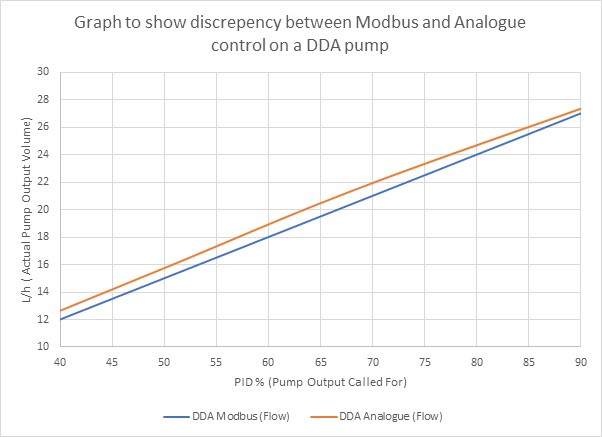 Graph to show discrepency between Modbus and Analogue
control on a DDA pump
L/h ( Actual Pump Output Volume)
30
28
26
24
22
20
18
16
14
12
10
40 45 50 55 60 65 70 75 80 85 90
PID % (Pump Output Called For)
DDA Modbus (Flow) DDA Analogue (Flow)